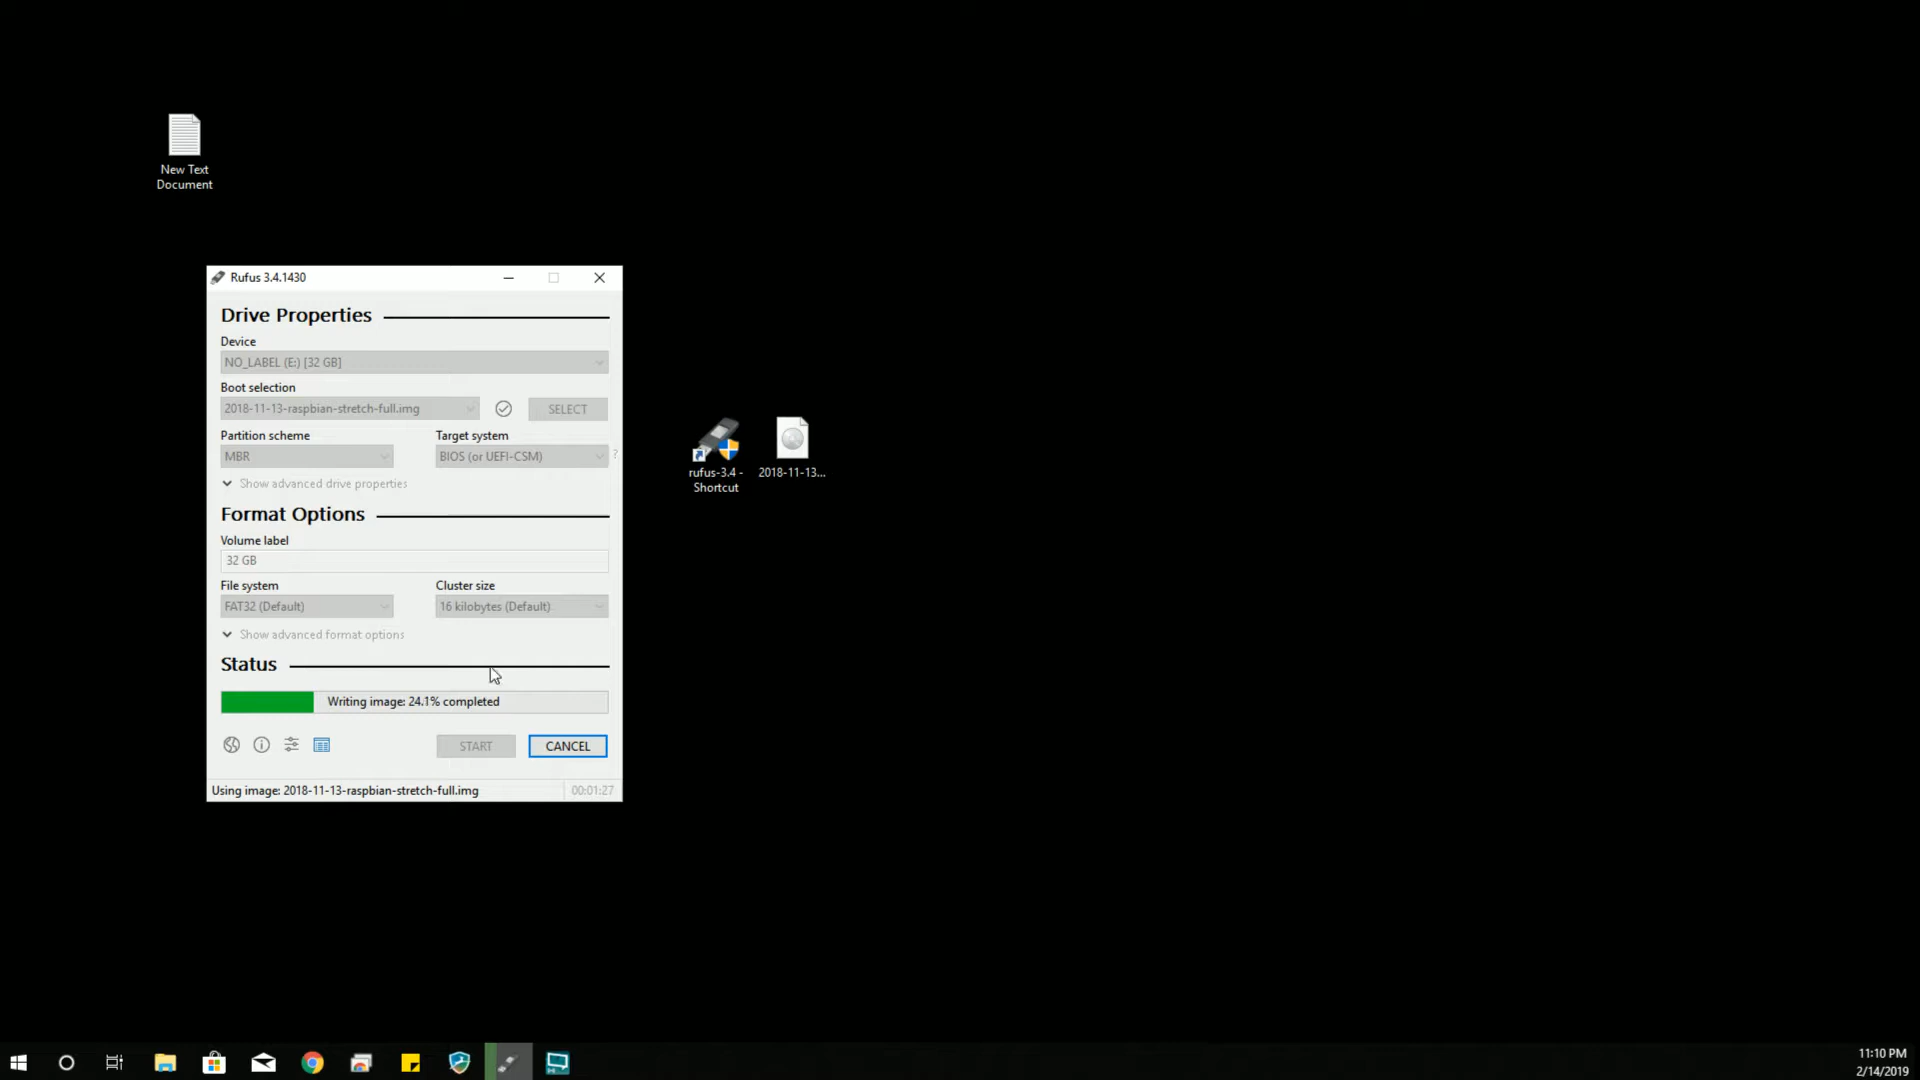 New Text
Document
Rufus 3.4.1430
Drive Properties
Device
NO_LABEL (E:) [32 GB]
Boot selection
2018-11-13-raspbian-stretch-full.img
SELECT
Partition scheme
Target system
MBR
BIOS (or UEFI-CSM)
?
Show advanced drive properties
Format Options
Volume label
32 GB
File system
Cluster size
FAT32 (Default)
16 kilobytes (Default)
Show advanced format options
Status
Writing image: 24.1% completed
START
CANCEL
Using image: 2018-11-13-raspbian-stretch-full.img
00:01:27
rufus-3.4 -
Shortcut
2018-11-13...
11:10 PM
2/14/2019